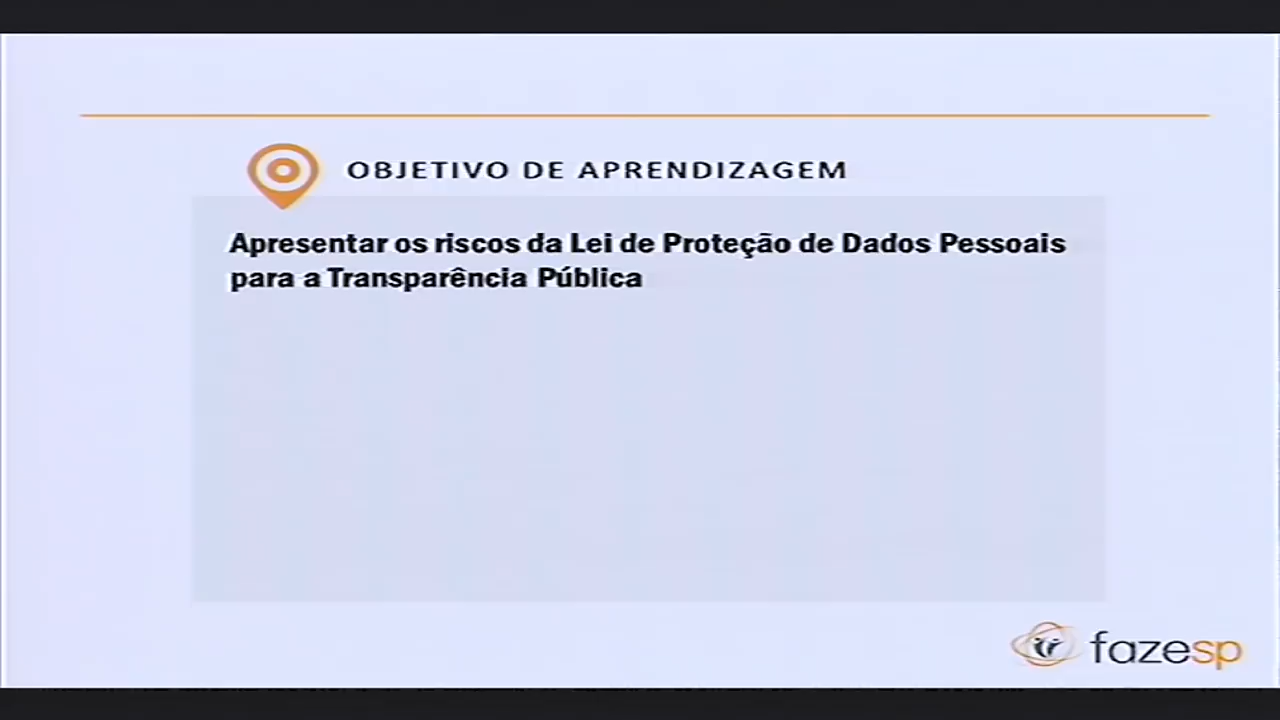 OBJETIVO DE APRENDIZAGEM
Apresentar os riscos da Lei de Proteção de Dados Pessoais
para a Transparência Pública
fazesp